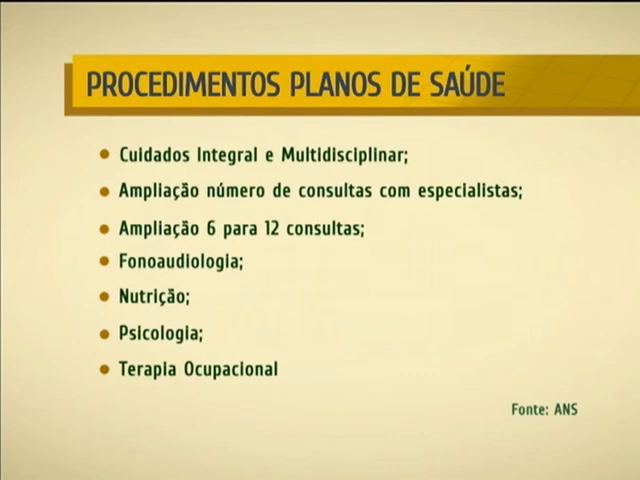 PROCEDIMENTOS PLANOS DE SAÚDE
Cuidados Integral e Multidisciplinar;
Ampliação número de consultas com especialistas;
Ampliação 6 para 12 consultas;
Fonoaudiologia;
Nutrição;
Psicologia;
Terapia Ocupacional
Fonte: ANS